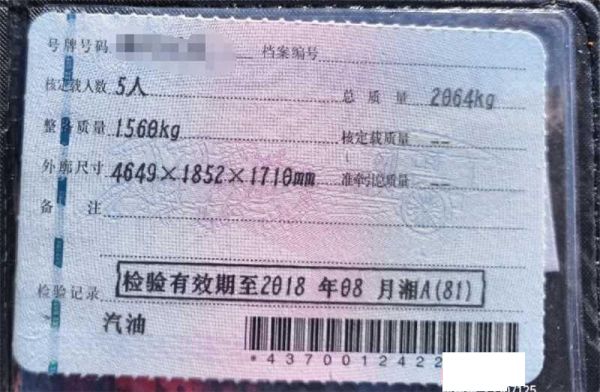 号牌号码 档案编号
核定载人数 5人 总质量 2064kg
整备质量 1560kg 核定载质量 --
外廓尺寸 4649×1852×1710mm 准牵引总质量 --
备 注
检验记录 检验有效期至2018 年08 月湘A(81)
汽油
*437001242